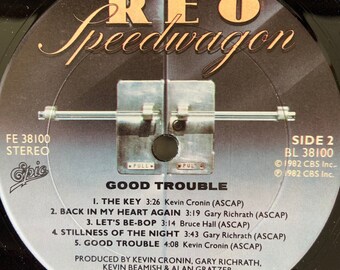 REO
Speedwagon
FE 38100
STEREO
SIDE 2
BL 38100
℗ 1982 CBS Inc.
© 1982 CBS Inc.
PULL
PULL
Epic
GOOD TROUBLE
1. THE KEY 3:26 Kevin Cronin (ASCAP)
2. BACK IN MY HEART AGAIN 3:19 Gary Richrath (ASCAP)
3. LET'S BE-BOP 3:14 Bruce Hall (ASCAP)
4. STILLNESS OF THE NIGHT 3:43 Gary Richrath (ASCAP)
5. GOOD TROUBLE 4:08 Kevin Cronin (ASCAP)
PRODUCED BY KEVIN CRONIN, GARY RICHRATH,
KEVIN BEAMISH & ALAN GRATZER